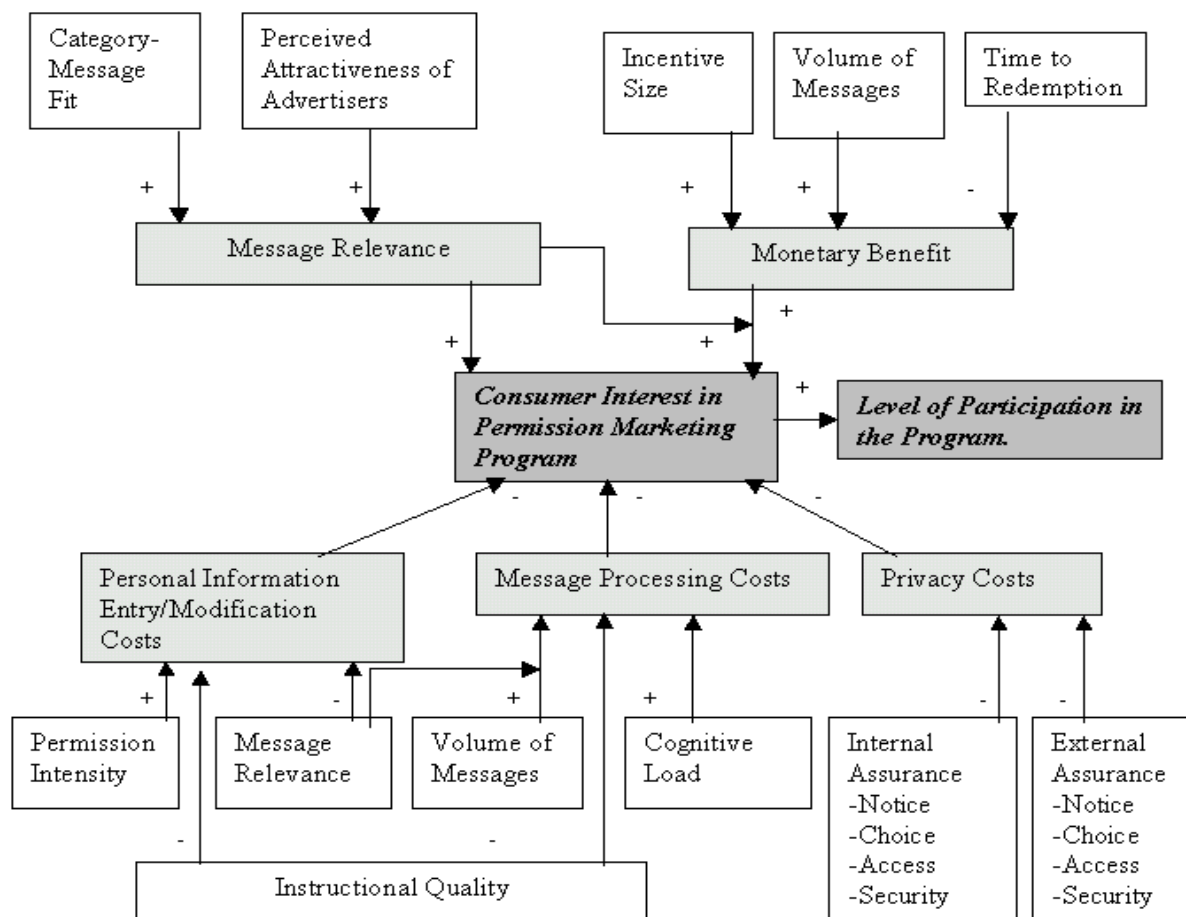 Category-
Message
Fit
Perceived
Attractiveness of
Advertisers
Incentive
Size
Volume of
Messages
Time to
Redemption
+
+
+
+
-
Message Relevance
Monetary Benefit
+
+
+
Consumer Interest in
Permission Marketing
Program
+
Level of Participation in
the Program.
-
-
-
Personal Information
Entry/Modification
Costs
Message Processing Costs
Privacy Costs
+
-
+
+
-
-
Permission
Intensity
Message
Relevance
Volume of
Messages
Cognitive
Load
Internal
Assurance
-Notice
-Choice
-Access
-Security
External
Assurance
-Notice
-Choice
-Access
-Security
-
-
Instructional Quality